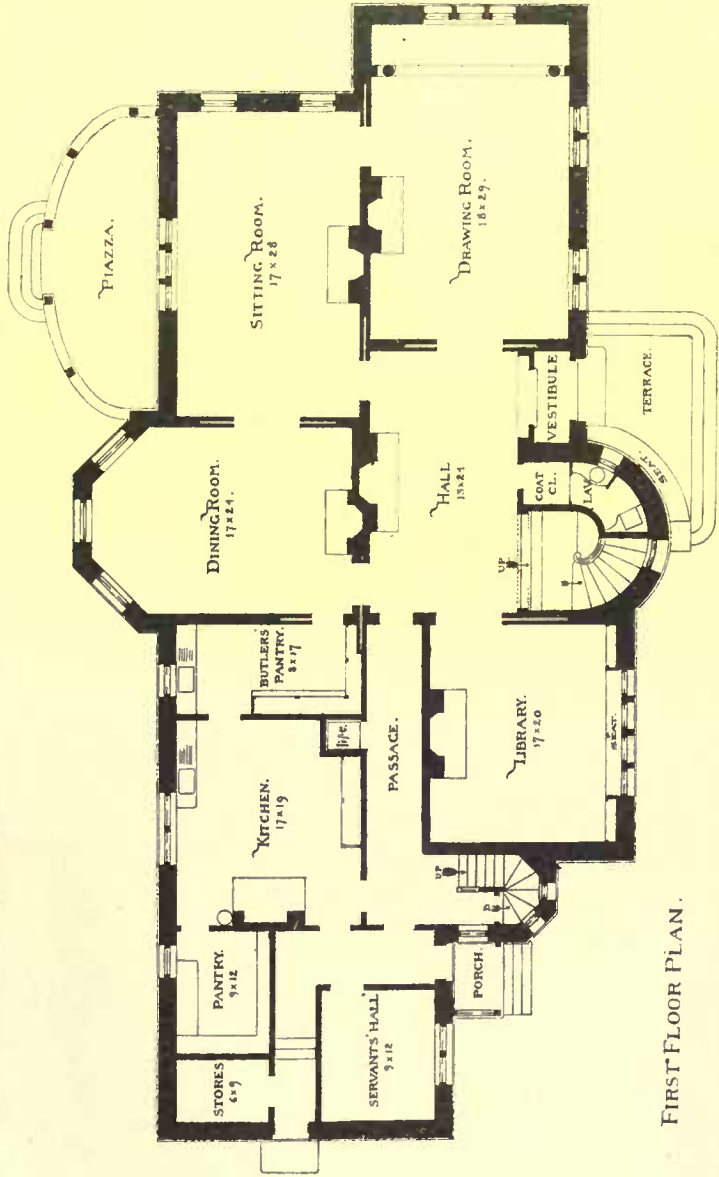 PIAZZA.
DINING ROOM.
17 x 24.
STORES
6 x 9
PANTRY.
9 x 12
KITCHEN.
17 x 19
BUTLERS'
PANTRY.
8 x 17
SITTING ROOM.
17 x 28
LIFT.
SERVANTS' HALL
9 x 12
PASSAGE.
HALL
13 x 24
DRAWING ROOM.
18 x 29.
UP
D
PORCH.
LIBRARY.
17 x 20
UP
COAT
CL.
VESTIBULE
LAV.
SEAT.
SEAT.
TERRACE.
FIRST FLOOR PLAN.